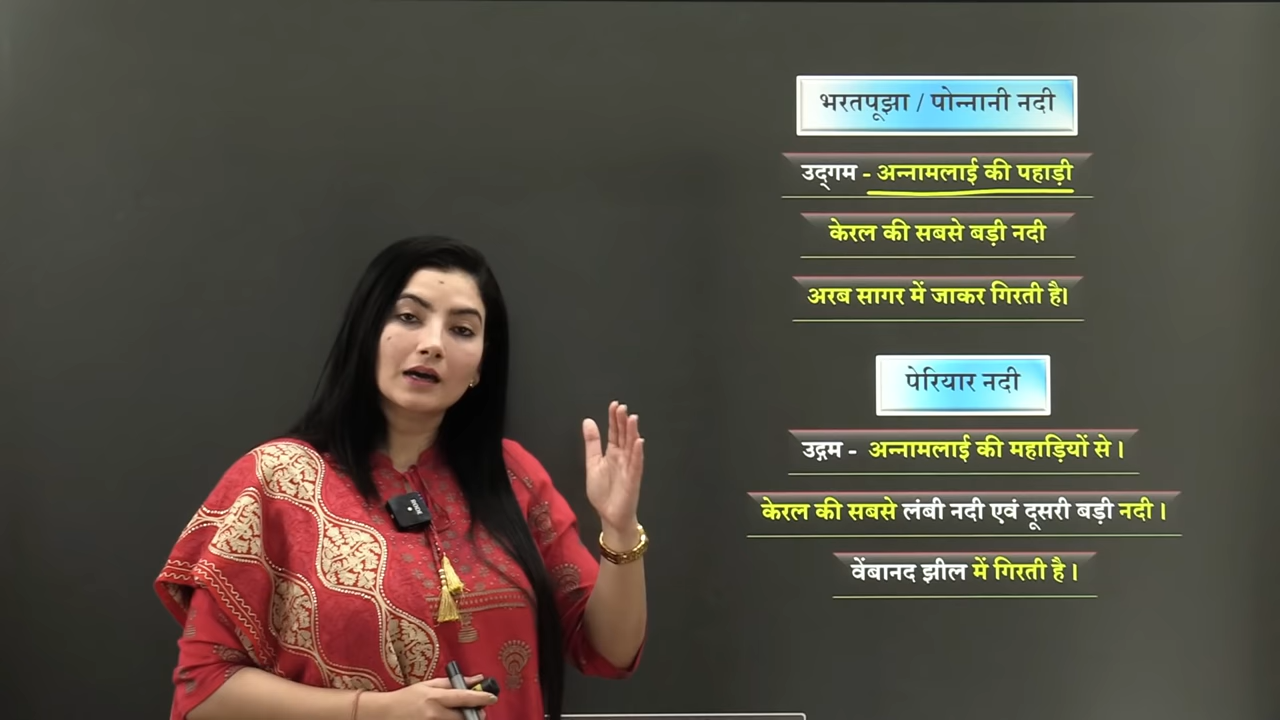 भरतपूझा / पोन्नानी नदी
उद्‌गम - अन्नामलाई की पहाड़ी
केरल की सबसे बड़ी नदी
अरब सागर में जाकर गिरती है।
पेरियार नदी
उद्गम - अन्नामलाई की महाड़ियों से।
केरल की सबसे लंबी नदी एवं दूसरी बड़ी नदी।
वेंबानद झील में गिरती है।